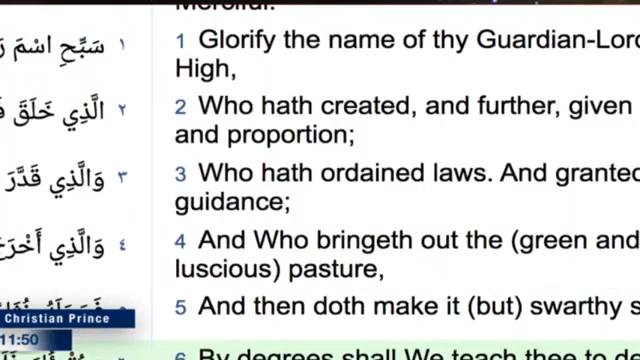 Merciful.
سَبِّحِ اسْمَ ١
1 Glorify the name of thy Guardian-Lord
High,
الَّذِي خَلَقَ ٢
2 Who hath created, and further, given
and proportion;
وَالَّذِي قَدَّرَ ٣
3 Who hath ordained laws. And granted
guidance;
وَالَّذِي أَخْرَجَ ٤
4 And Who bringeth out the (green and
luscious) pasture,
5 And then doth make it (but) swarthy
Christian Prince
11:50
6 By degrees shall We teach thee to